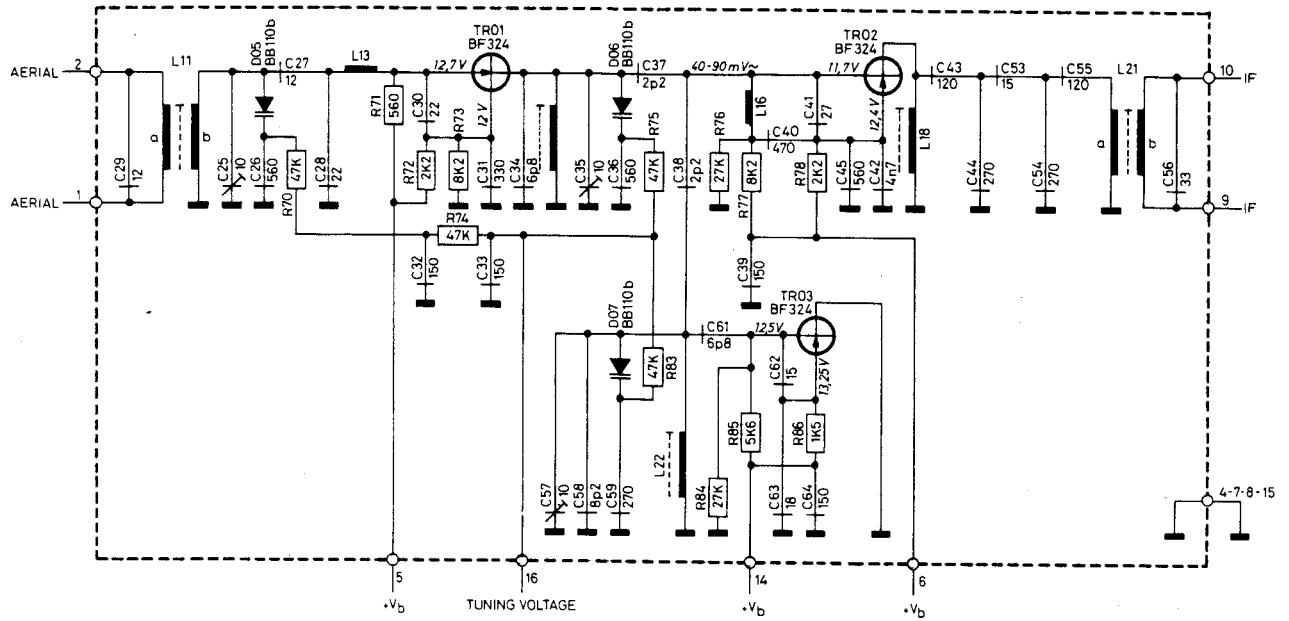 TR01
BF324
TR02
BF324
D05
BB110b
D06
BB110b
L11
C27
12
L13
12,7V
C37
2p2
40-90mV~
11,7V
C43
120
C53
15
C55
120
L21
AERIAL
2
10
IF
R71
560
C30
22
R73
12V
R75
R76
L16
C41
27
12,4V
L18
C40
470
a
b
a
b
C29
12
C25
10
C26
560
47K
R70
C28
22
R72
2K2
8K2
C31
330
C34
6p8
C35
10
C36
560
47K
C38
2p2
27K
8K2
R77
R78
2K2
C45
560
C42
4n7
C44
270
C54
270
C56
33
AERIAL
1
9
IF
R74
47K
C32
150
C33
150
C39
150
TR03
BF324
D07
BB110b
C61
6p8
12,5V
47K
R83
C62
15
13,25V
R85
5K6
R86
1K5
L22
C57
10
C58
8p2
C59
270
R84
27K
C63
18
C64
150
4-7-8-15
5
16
14
6
+Vb
TUNING VOLTAGE
+Vb
+Vb